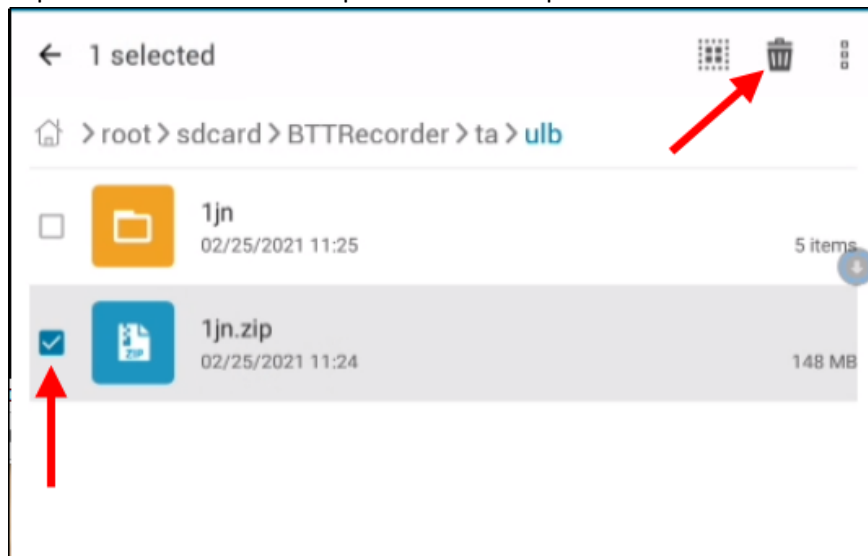 1 selected
root > sdcard > BTTRecorder > ta > ulb
1jn
02/25/2021 11:25
5 items
ZIP
1jn.zip
02/25/2021 11:24
148 MB